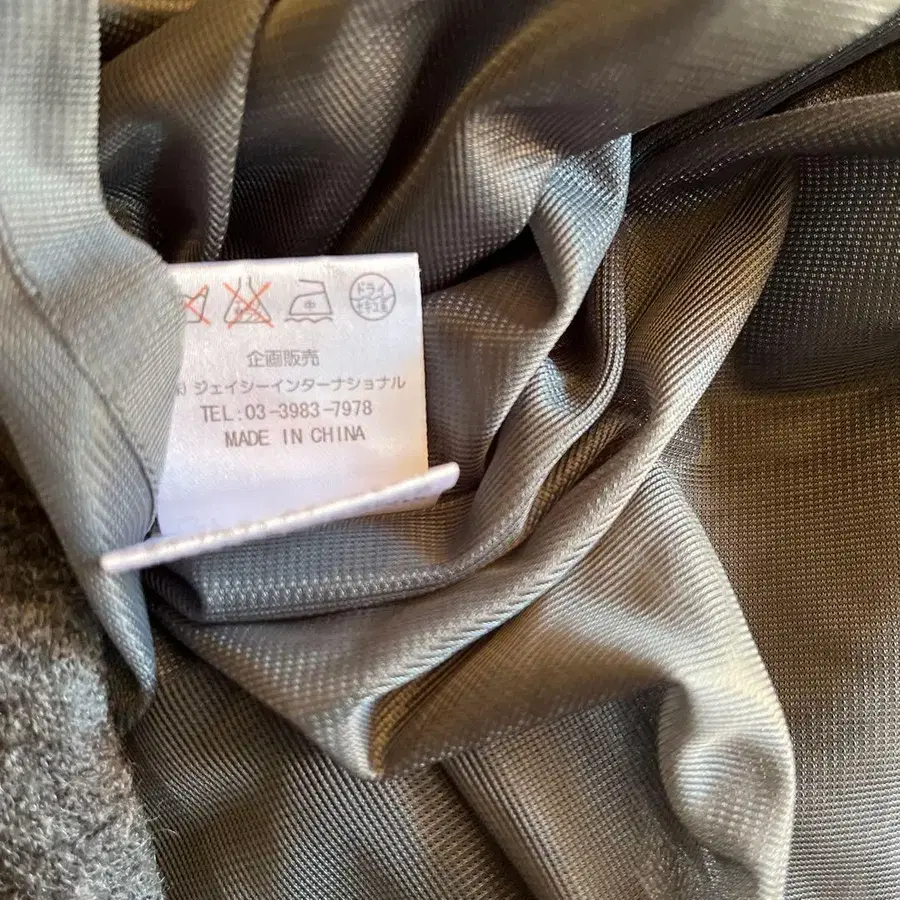 中 ドライ
企画販売
ジェイシーインターナショナル
TEL:03-3983-7978
MADE IN CHINA